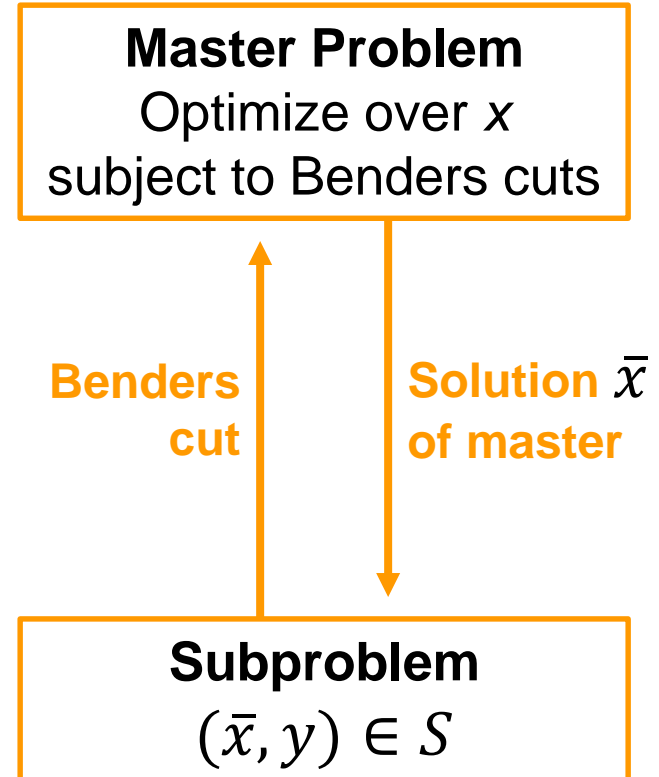 Master Problem
Optimize over x
subject to Benders cuts
Benders
cut
Solution x̄
of master
Subproblem
(x̄, y) ∈ S